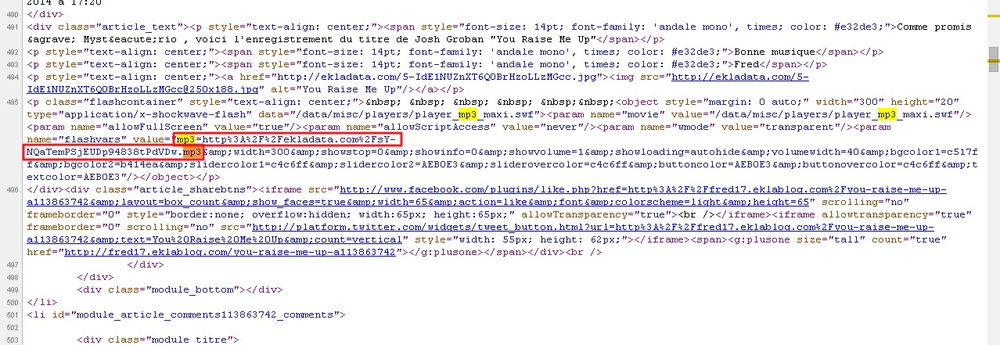 2014 à 17:20
490 </div>
491 <div class="article_text"><p style="text-align: center;"><span style="font-size: 14pt; font-family: 'andale mono', times; color: #e32de3;">Comme promis
&agrave; Myst&eacute;rio , voici l'enregistrement du titre de Josh Groban "You Raise Me Up"</span></p>
492 <p style="text-align: center;"><span style="font-size: 14pt; font-family: 'andale mono', times; color: #e32de3;">Bonne musique</span></p>
493 <p style="text-align: center;"><span style="font-size: 14pt; font-family: 'andale mono', times; color: #e32de3;">Fred</span></p>
494 <p style="text-align: center;"><a href="http://ekladata.com/5-IdE1NUZnXT6QOBrHzoLLzMGcc.jpg"><img src="http://ekladata.com/5-
IdE1NUZnXT6QOBrHzoLLzMGcc@250x188.jpg" alt="You Raise Me Up"/></a></p>
495 <p class="flashcontainer" style="text-align: center;">&nbsp; &nbsp; &nbsp; &nbsp; &nbsp;&nbsp;<object style="margin: 0 auto;" width="300" height="20"
type="application/x-shockwave-flash" data="/data/misc/players/player_mp3_maxi.swf"><param name="movie" value="/data/misc/players/player_mp3_maxi.swf"/>
<param name="allowFullScreen" value="true"/><param name="allowScriptAccess" value="never"/><param name="wmode" value="transparent"/><param
name="flashvars" value="mp3=http%3A%2F%2Fekladata.com%2FsY-
NQaTemPSjEUDp94838tPdVDw.mp3&amp;width=300&amp;showstop=0&amp;showinfo=0&amp;showvolume=1&amp;showloading=autohide&amp;volumewidth=40&amp;bgcolor1=c517f
f&amp;bgcolor2=b414ea&amp;slidercolor1=c4c6ff&amp;slidercolor2=AEB0E3&amp;sliderovercolor=c4c6ff&amp;buttoncolor=AEB0E3&amp;buttonovercolor=c4c6ff&amp;t
extcolor=AEB0E3"/></object></p>
496 </div><div class="article_sharebtns"><iframe src="http://www.facebook.com/plugins/like.php?href=http%3A%2F%2Ffred17.eklablog.com%2Fyou-raise-me-up-
a113863742&amp;layout=box_count&amp;show_faces=true&amp;width=65&amp;action=like&amp;font&amp;colorscheme=light&amp;height=65" scrolling="no"
frameborder="0" style="border:none; overflow:hidden; width:65px; height:65px;" allowTransparency="true"><br /></iframe><iframe allowtransparency="true"
frameborder="0" scrolling="no" src="http://platform.twitter.com/widgets/tweet_button.html?url=http%3A%2F%2Ffred17.eklablog.com%2Fyou-raise-me-up-
a113863742&amp;text=You%20Raise%20Me%20Up&amp;count=vertical" style="width: 55px; height: 62px;"></iframe><span><g:plusone size="tall" count="true"
href="http://fred17.eklablog.com/you-raise-me-up-a113863742"></g:plusone></span></div><br />
497 </div>
498 </div>
499 <div class="module_bottom"></div>
500 </li>
501 <li id="module_article_comments113863742_comments">
502
503 <div class="module_titre">